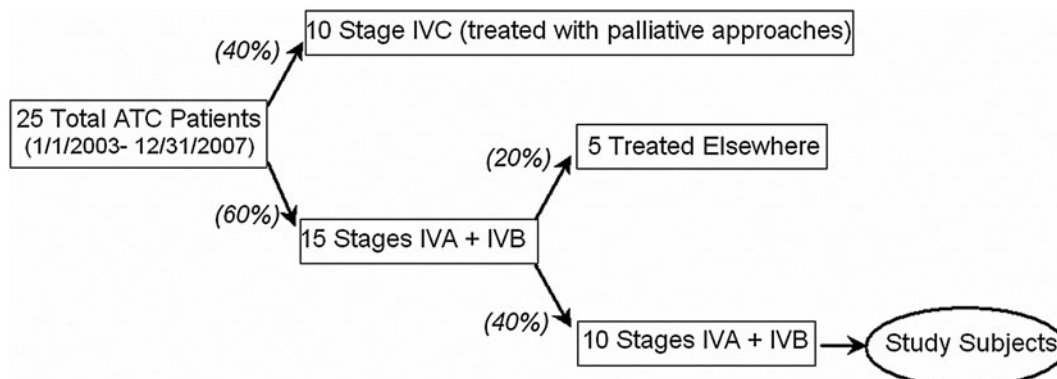 10 Stage IVC (treated with palliative approaches)
(40%)
25 Total ATC Patients
(1/1/2003- 12/31/2007)
(20%)
5 Treated Elsewhere
(60%)
15 Stages IVA + IVB
(40%)
10 Stages IVA + IVB
Study Subjects